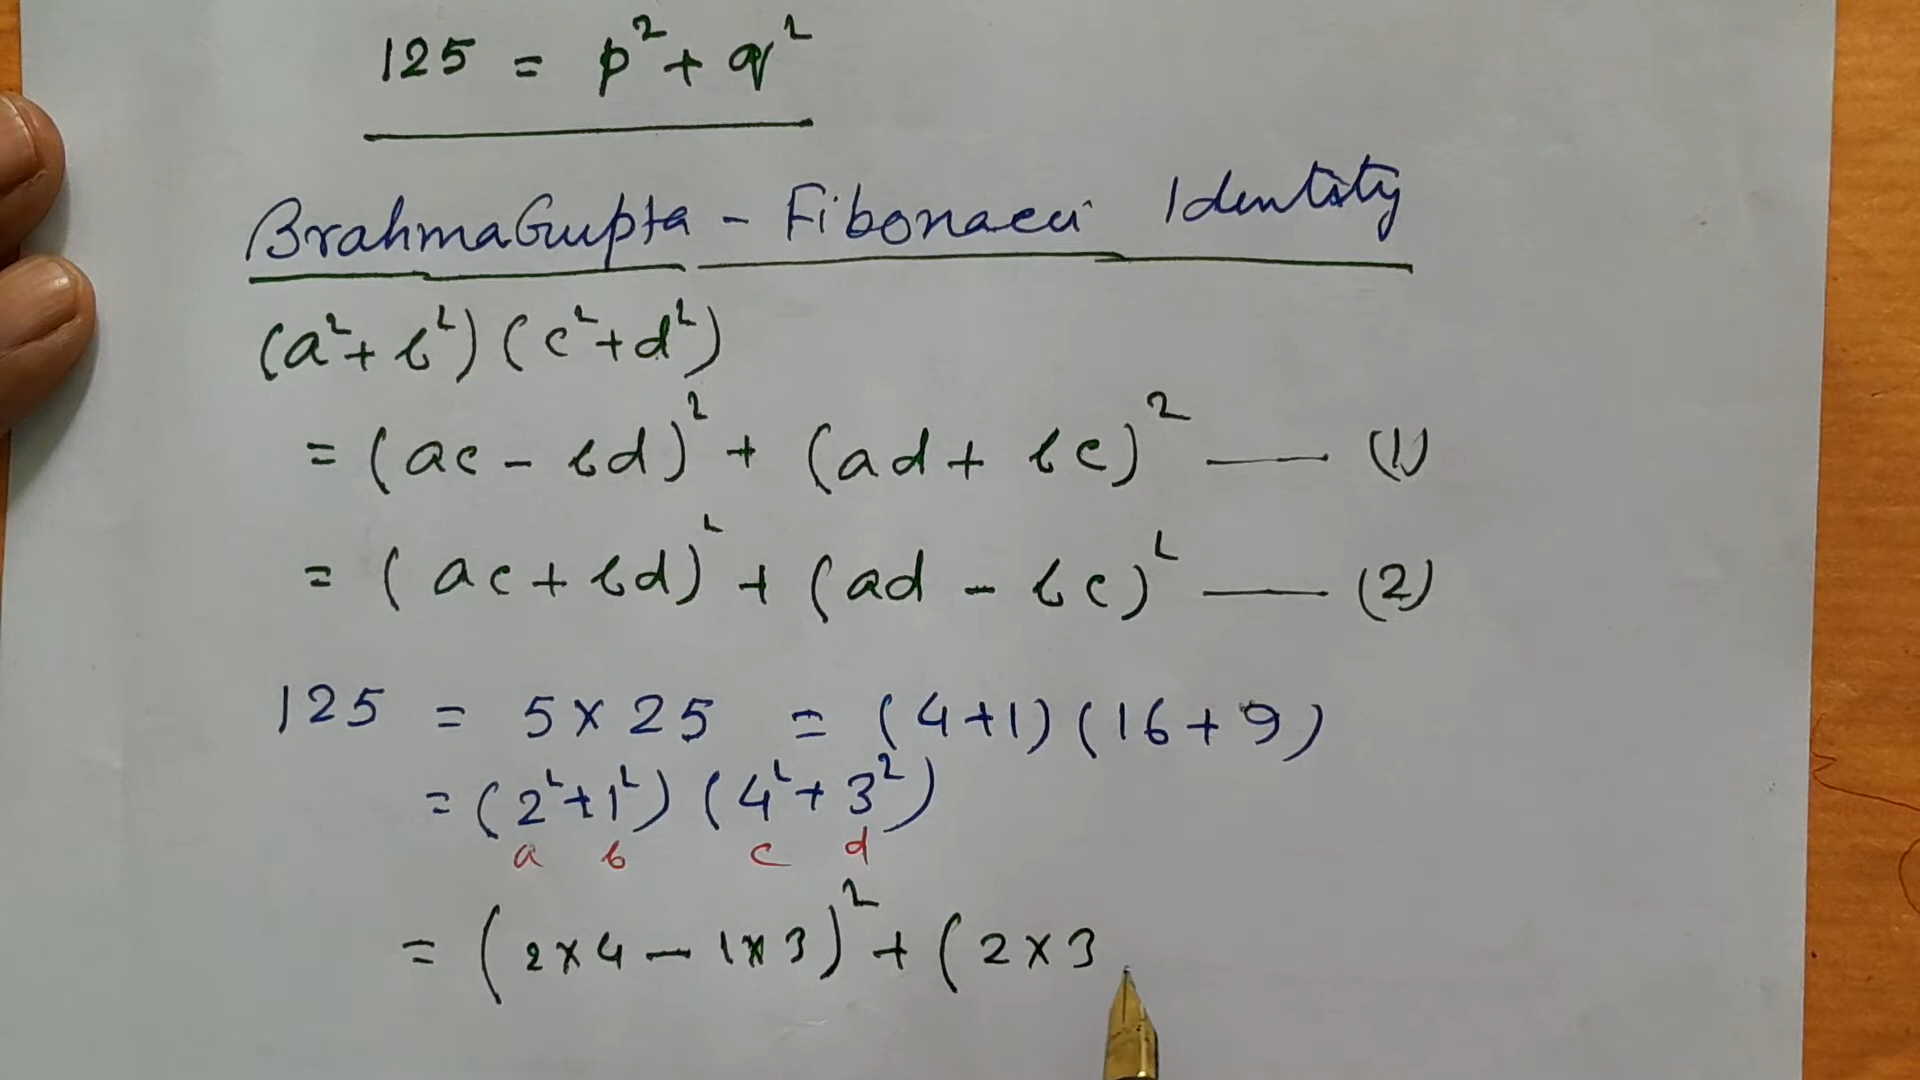 125 = p² + q²
BrahmaGupta - Fibonacci Identity
(a² + b²) (c² + d²)
= (ac - bd)² + (ad + bc)² — (1)
= (ac + bd)² + (ad - bc)² — (2)
125 = 5 × 25 = (4+1) (16+9)
= (2² + 1²) (4² + 3²)
a b c d
= (2×4 - 1×3)² + (2×3